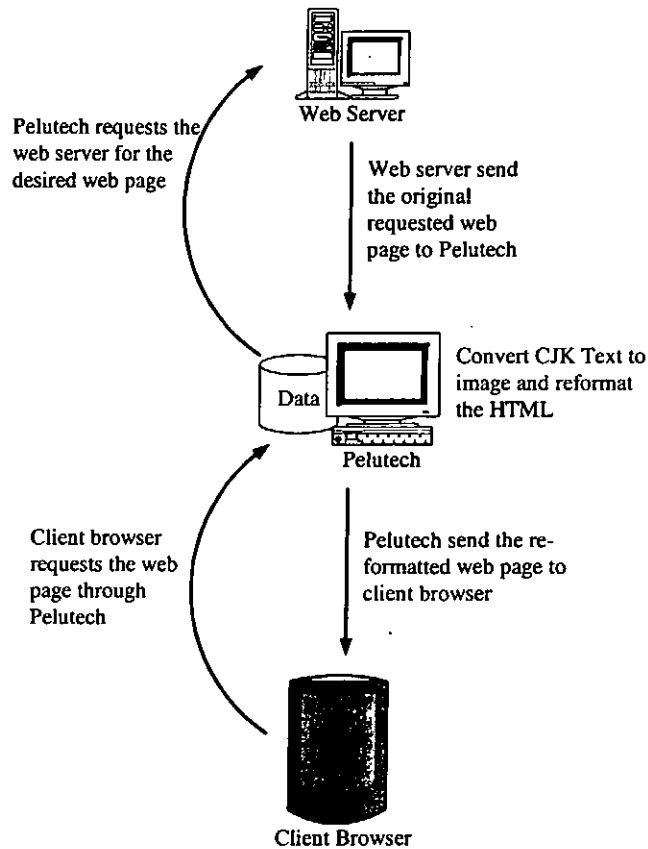 Web Server
Pelutech requests the
web server for the
desired web page
Web server send
the original
requested web
page to Pelutech
Data
Convert CJK Text to
image and reformat
the HTML
Pelutech
Client browser
requests the web
page through
Pelutech
Pelutech send the re-
formatted web page to
client browser
Client Browser